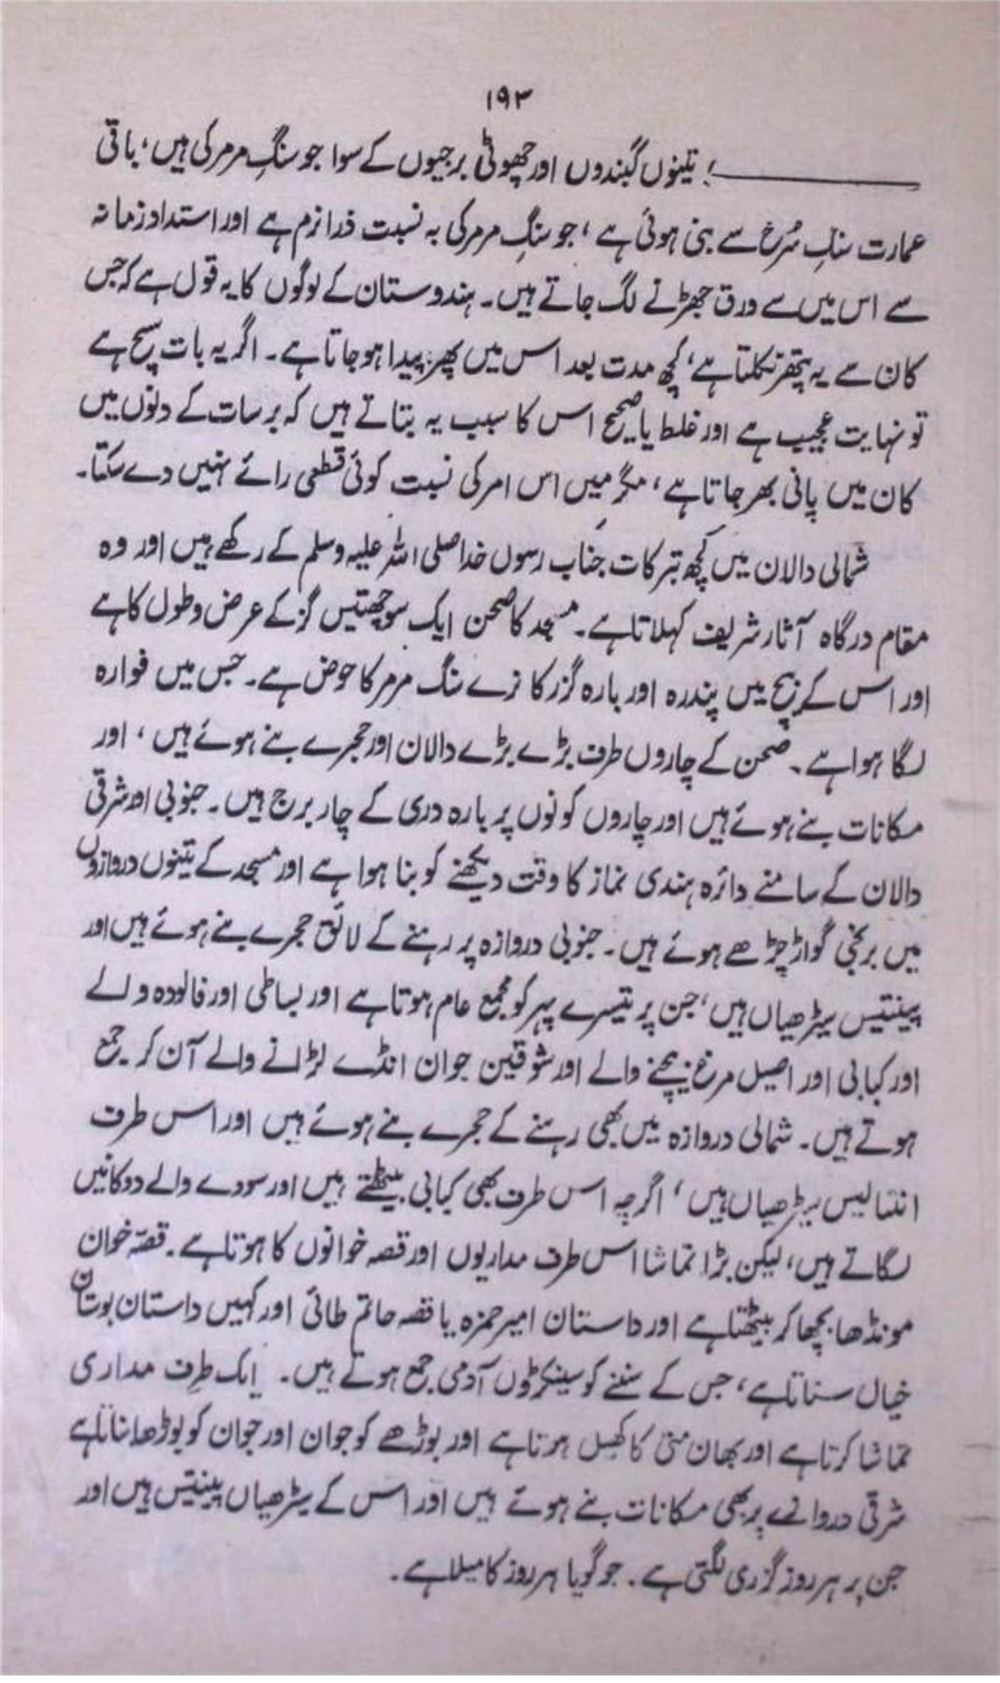 ۱۹۳
؛ تینوں گبندوں اور چھوٹی برجیوں کے سوا جو سنگِ مرمر کی ہیں، باقی
عمارت سنگِ سُرخ سے بنی ہوئی ہے، جو سنگِ مرمر کی بہ نسبت ذرا نرم ہے اور استداد زمانہ
سے اس میں سے ورق جھڑنے لگ جاتے ہیں۔ ہندوستان کے لوگوں کا یہ قول ہے کہ جس
کان سے یہ پتھر نکلتا ہے، کچھ مدت بعد اس میں پھر پیدا ہو جاتا ہے۔ اگر یہ بات سچ ہے
تو نہایت عجیب ہے اور غلط یا صحیح اس کا سبب یہ بتاتے ہیں کہ برسات کے دنوں میں
کان میں پانی بھر جاتا ہے، مگر میں اس امر کی نسبت کوئی قطعی رائے نہیں دے سکتا۔
شمالی دالان میں کچھ تبرکات جناب رسول خدا صلی اللہ علیہ وسلم کے رکھے ہیں اور وہ
مقام درگاہ آثار شریف کہلاتا ہے۔ مسجد کا صحن ایک سو چھتیس گز کے عرض و طول کا ہے
اور اس کے بیچ میں پندرہ اور بارہ گزر کا نرے سنگ مرمر کا حوض ہے۔ جس میں فوارہ
لگا ہوا ہے۔ صحن کے چاروں طرف بڑے بڑے دالان اور حجرے بنے ہوئے ہیں، اور
مکانات بنے ہوئے ہیں اور چاروں کونوں پر بارہ دری کے چار برج ہیں۔ جنوبی اور شرقی
دالان کے سامنے دائرہ ہندی نماز کا وقت دیکھنے کو بنا ہوا ہے اور مسجد کے تینوں دروازوں
میں برنجی گواڑ چڑھے ہوئے ہیں۔ جنوبی دروازہ پر رہنے کے لائق حجرے بنے ہوئے ہیں اور
پینتیس سیڑھیاں ہیں، جن پر تیسرے پہر کو مجمع عام ہوتا ہے اور بساطی اور فالودہ والے
اور کبابی اور اصیل مرغ بیچنے والے اور شوقین جوان انڈے لڑانے والے آن کر جمع
ہوتے ہیں۔ شمالی دروازہ میں بھی رہنے کے حجرے بنے ہوئے ہیں اور اس طرف
انتالیس سیڑھیاں ہیں، اگرچہ اس طرف بھی کبابی بیٹھتے ہیں اور سودے والے دوکانیں
لگاتے ہیں، لیکن بڑا تماشا اس طرف مداریوں اور قصہ خوانوں کا ہوتا ہے۔ قصّہ خوان
مونڈھا بچھا کر بیٹھتا ہے اور داستان امیر حمزہ یا قصہ حاتم طائی اور کہیں داستان بوستان
خیال سناتا ہے، جس کے سننے کو سینکڑوں آدمی جمع ہوتے ہیں۔ ایک طرف مداری
تماشا کرتا ہے اور بھان متی کا کھیل ہوتا ہے اور بوڑھے کو جوان اور جوان کو بوڑھا بناتا ہے
شرقی دروازے پر بھی مکانات بنے ہوئے ہیں اور اس کے سیڑھیاں پینتیس ہیں اور
جن پر ہر روز گزری لگتی ہے۔ جو گویا ہر روز کا میلا ہے۔